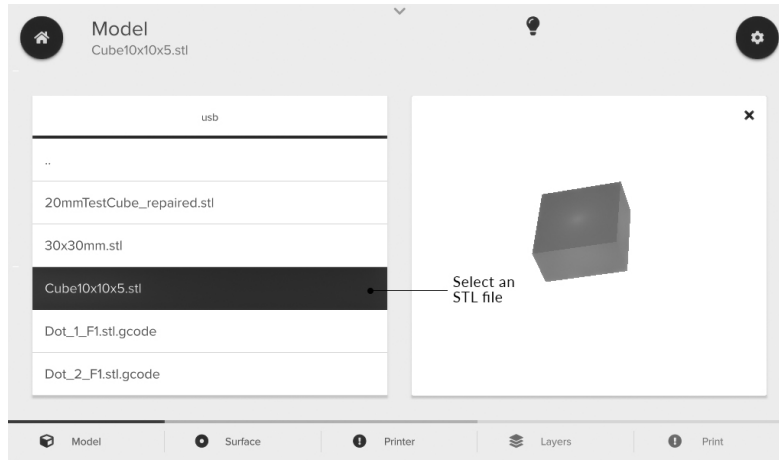 Model
Cube10x10x5.stl
usb
..
20mmTestCube_repaired.stl
30x30mm.stl
Cube10x10x5.stl
Dot_1_F1.stl.gcode
Dot_2_F1.stl.gcode
Select an
STL file
Model
Surface
Printer
Layers
Print